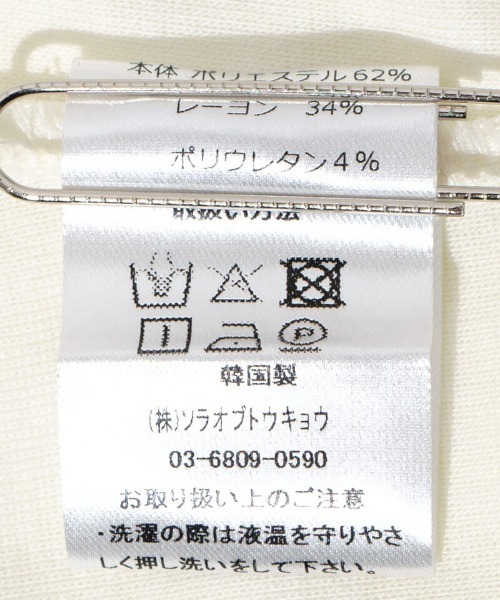 本体 ポリエステル 62%
レーヨン 34%
ポリウレタン 4%
取扱い方法
P
韓国製
(株)ソラオブトウキョウ
03-6809-0590
お取り扱い上のご注意
・洗濯の際は液温を守りやさ
しく押し洗いをして下さい。